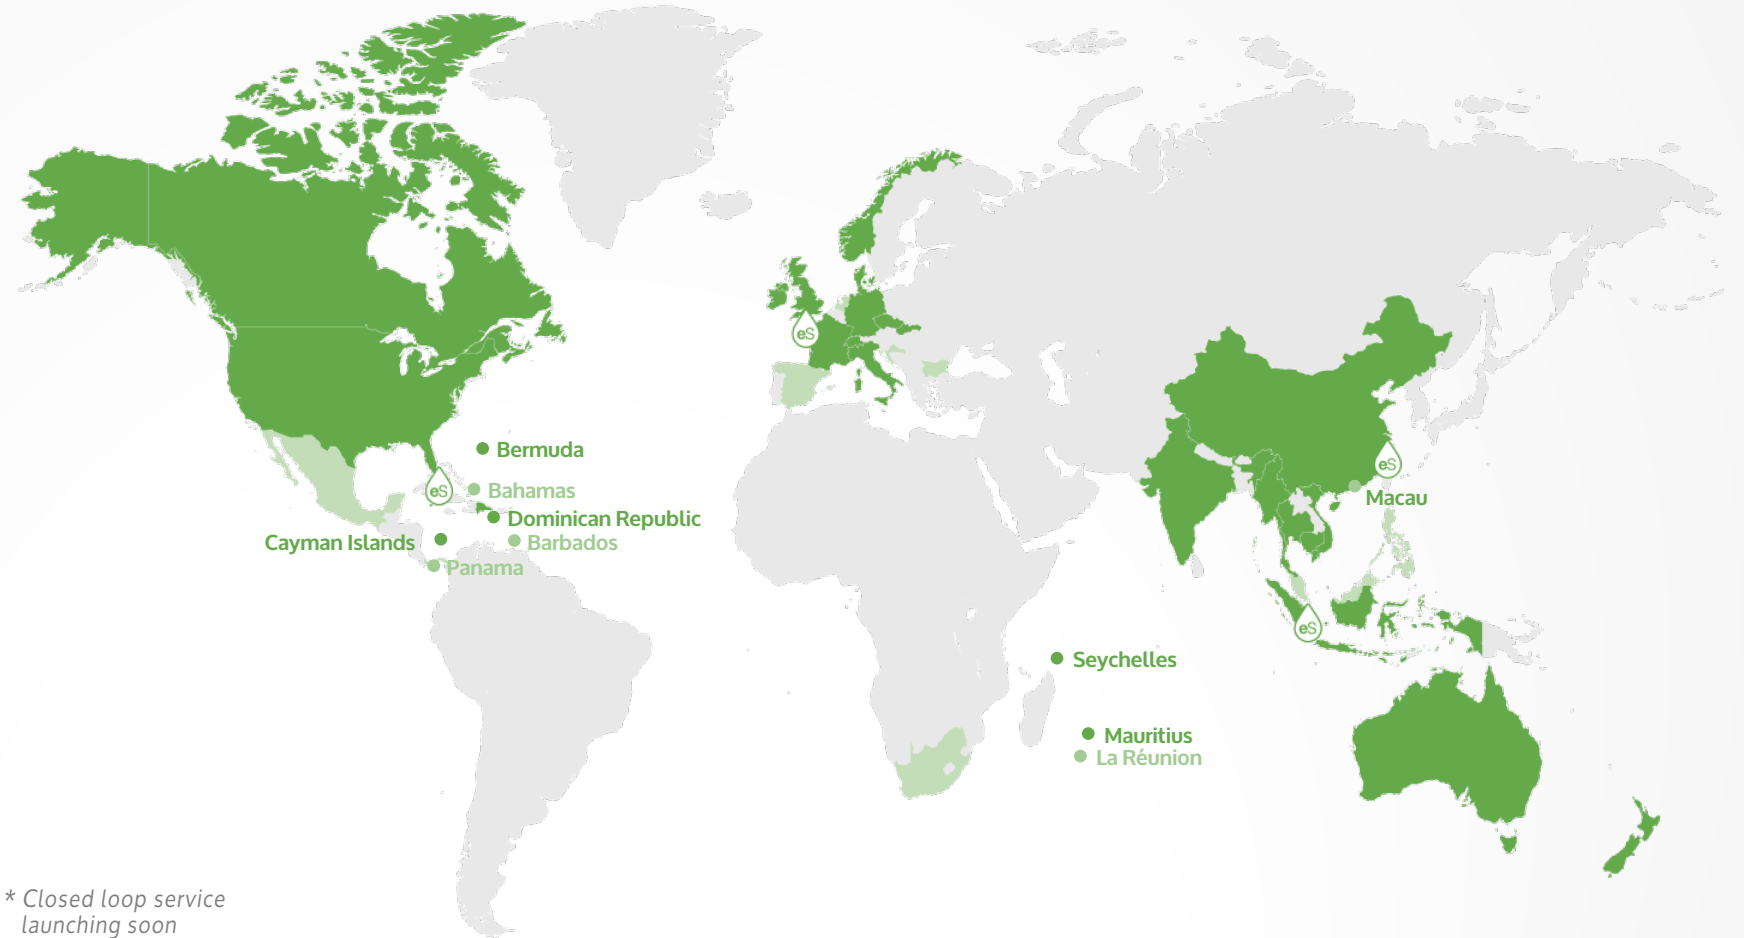 eS
Bermuda
eS
Bahamas
eS
Macau
Dominican Republic
Cayman Islands
Barbados
Panama
eS
Seychelles
Mauritius
La Réunion
* Closed loop service
launching soon